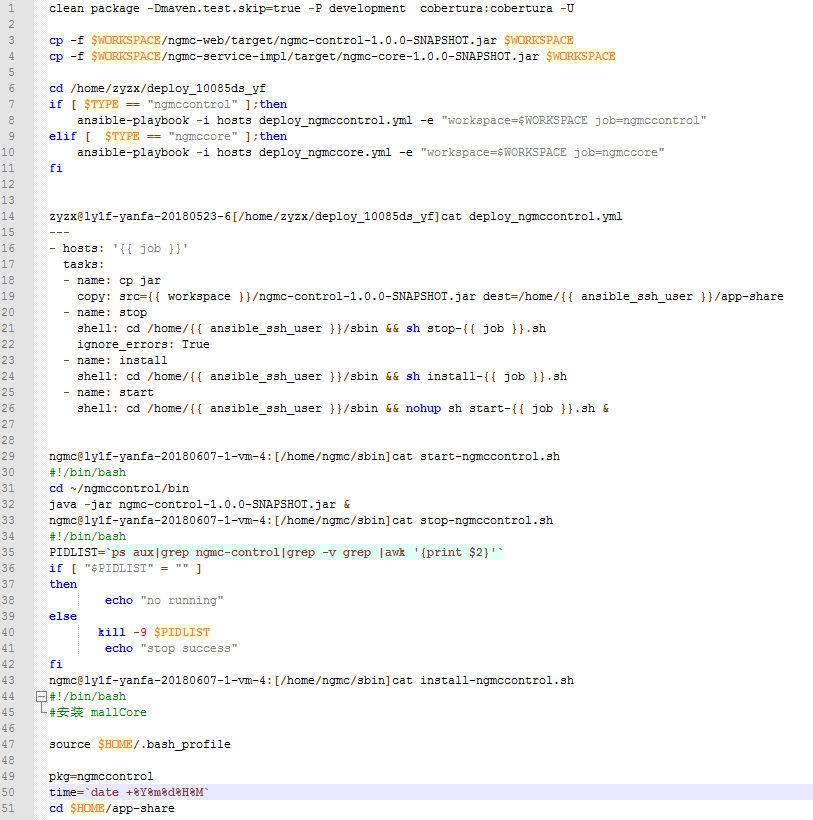 1 clean package -Dmaven.test.skip=true -P development  cobertura:cobertura -U
2
3 cp -f $WORKSPACE/ngmc-web/target/ngmc-control-1.0.0-SNAPSHOT.jar $WORKSPACE
4 cp -f $WORKSPACE/ngmc-service-impl/target/ngmc-core-1.0.0-SNAPSHOT.jar $WORKSPACE
5
6 cd /home/zyzx/deploy_10085ds_yf
7 if [ $TYPE == "ngmccontrol" ];then
8     ansible-playbook -i hosts deploy_ngmccontrol.yml -e "workspace=$WORKSPACE job=ngmccontrol"
9 elif [  $TYPE == "ngmccore" ];then
10     ansible-playbook -i hosts deploy_ngmccore.yml -e "workspace=$WORKSPACE job=ngmccore"
11 fi
12
13
14 zyzx@ly1f-yanfa-20180523-6[/home/zyzx/deploy_10085ds_yf]cat deploy_ngmccontrol.yml
15 ---
16 - hosts: '{{ job }}'
17   tasks:
18   - name: cp jar
19     copy: src={{ workspace }}/ngmc-control-1.0.0-SNAPSHOT.jar dest=/home/{{ ansible_ssh_user }}/app-share
20   - name: stop
21     shell: cd /home/{{ ansible_ssh_user }}/sbin && sh stop-{{ job }}.sh
22     ignore_errors: True
23   - name: install
24     shell: cd /home/{{ ansible_ssh_user }}/sbin && sh install-{{ job }}.sh
25   - name: start
26     shell: cd /home/{{ ansible_ssh_user }}/sbin && nohup sh start-{{ job }}.sh &
27
28
29 ngmc@ly1f-yanfa-20180607-1-vm-4:[/home/ngmc/sbin]cat start-ngmccontrol.sh
30 #!/bin/bash
31 cd ~/ngmccontrol/bin
32 java -jar ngmc-control-1.0.0-SNAPSHOT.jar &
33 ngmc@ly1f-yanfa-20180607-1-vm-4:[/home/ngmc/sbin]cat stop-ngmccontrol.sh
34 #!/bin/bash
35 PIDLIST=`ps aux|grep ngmc-control|grep -v grep |awk '{print $2}'`
36 if [ "$PIDLIST" = "" ]
37 then
38         echo "no running"
39 else
40        kill -9 $PIDLIST
41         echo "stop success"
42 fi
43 ngmc@ly1f-yanfa-20180607-1-vm-4:[/home/ngmc/sbin]cat install-ngmccontrol.sh
44 #!/bin/bash
45 #安装 mallCore
46
47 source $HOME/.bash_profile
48
49 pkg=ngmccontrol
50 time=`date +%Y%m%d%H%M`
51 cd $HOME/app-share